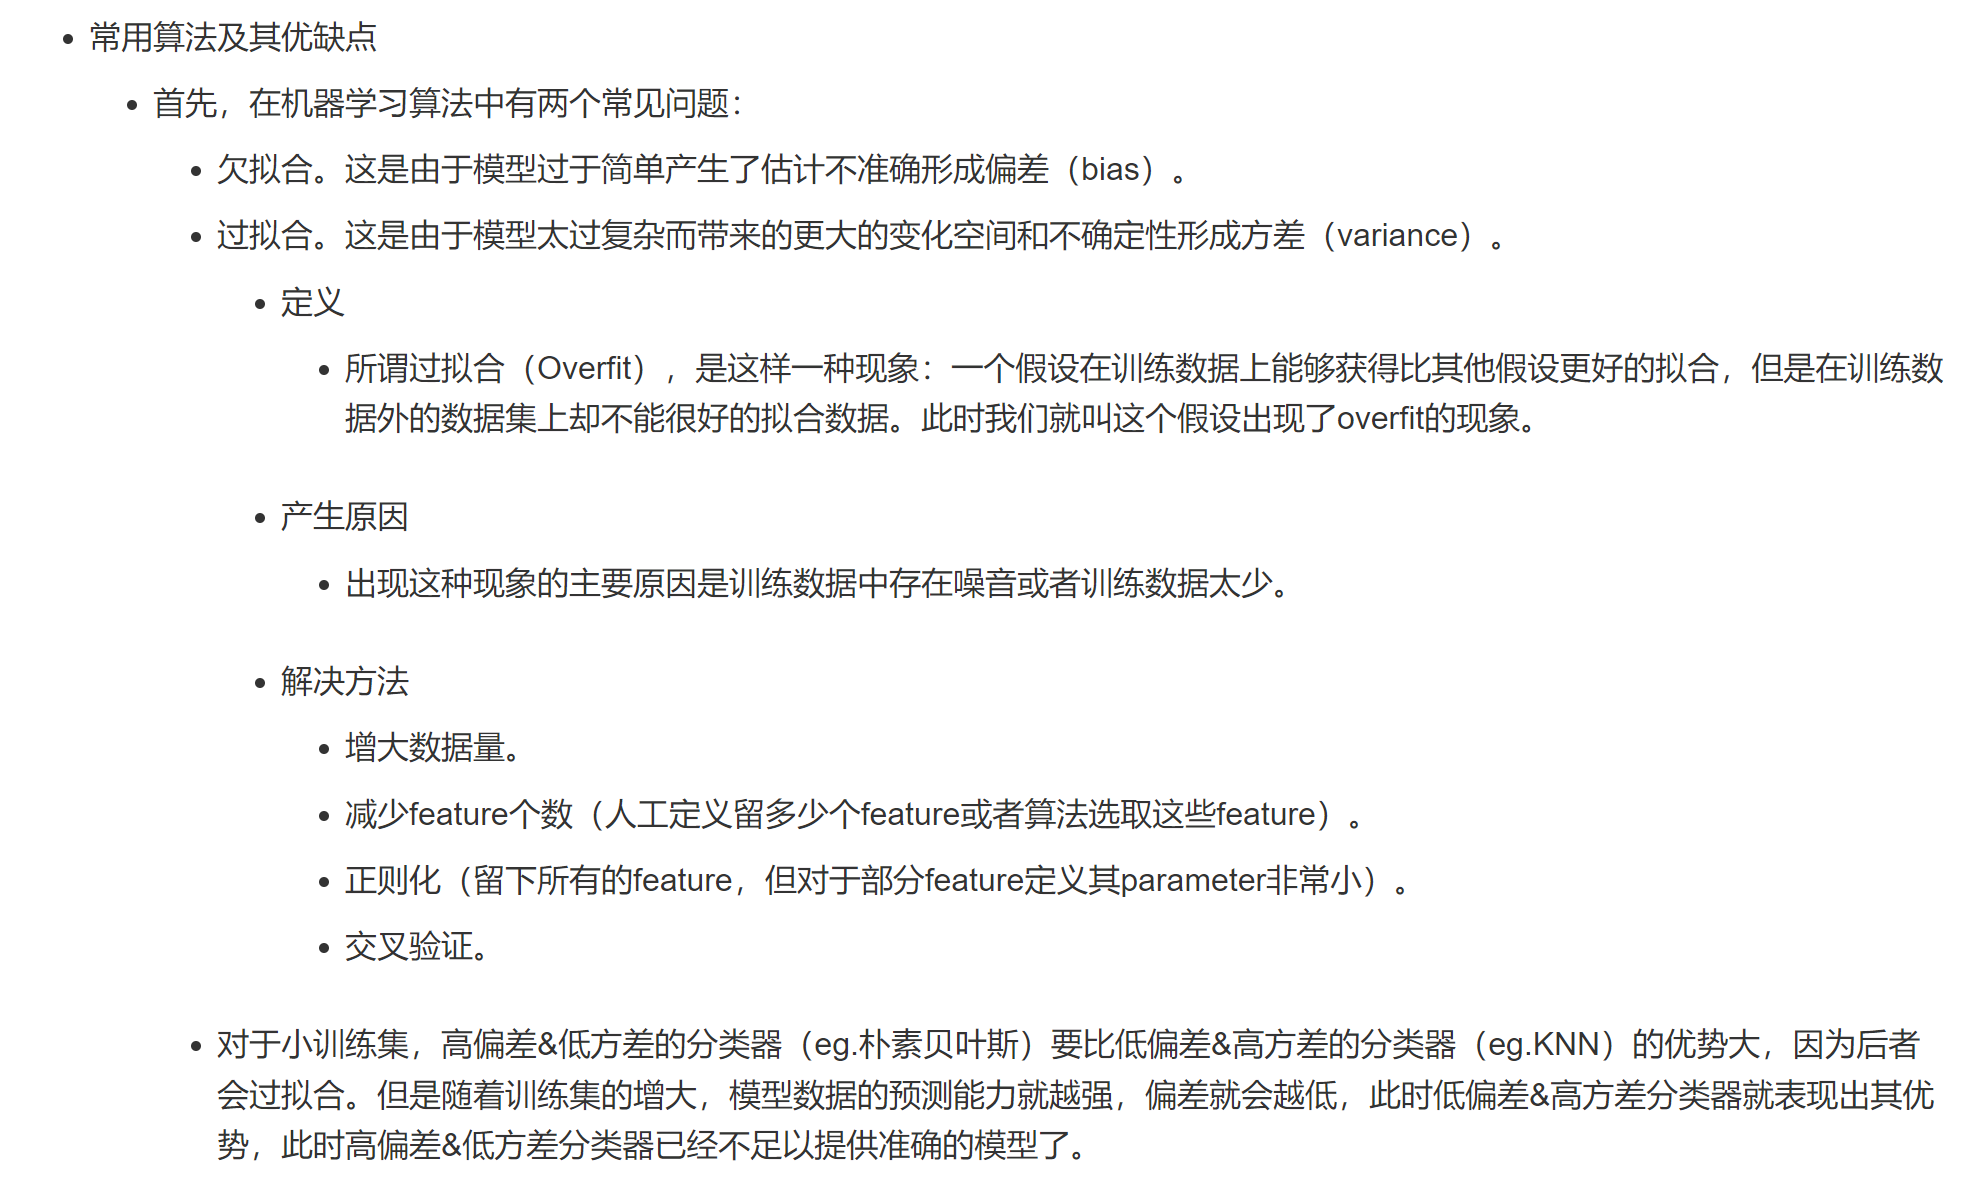 常用算法及其优缺点
首先，在机器学习算法中有两个常见问题：
欠拟合。这是由于模型过于简单产生了估计不准确形成偏差（bias）。
过拟合。这是由于模型太过复杂而带来的更大的变化空间和不确定性形成方差（variance）。
定义
所谓过拟合（Overfit），是这样一种现象：一个假设在训练数据上能够获得比其他假设更好的拟合，但是在训练数
据外的数据集上却不能很好的拟合数据。此时我们就叫这个假设出现了overfit的现象。
产生原因
出现这种现象的主要原因是训练数据中存在噪音或者训练数据太少。
解决方法
增大数据量。
减少feature个数（人工定义留多少个feature或者算法选取这些feature）。
正则化（留下所有的feature，但对于部分feature定义其parameter非常小）。
交叉验证。
对于小训练集，高偏差&低方差的分类器（eg.朴素贝叶斯）要比低偏差&高方差的分类器（eg.KNN）的优势大，因为后者
会过拟合。但是随着训练集的增大，模型数据的预测能力就越强，偏差就会越低，此时低偏差&高方差分类器就表现出其优
势，此时高偏差&低方差分类器已经不足以提供准确的模型了。